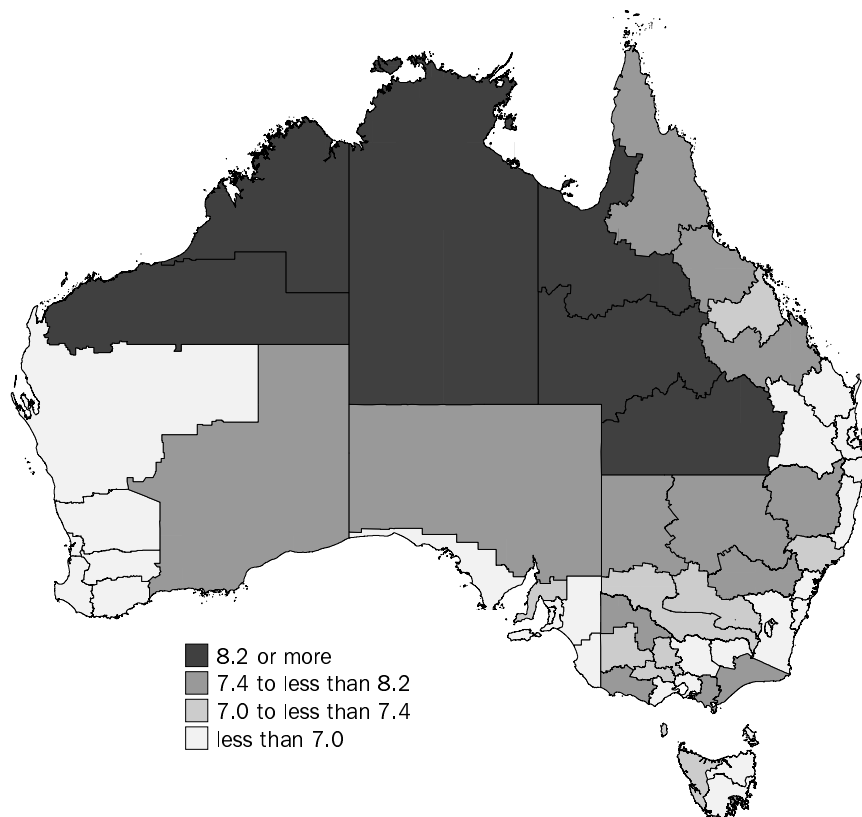 8.2 or more
7.4 to less than 8.2
7.0 to less than 7.4
less than 7.0